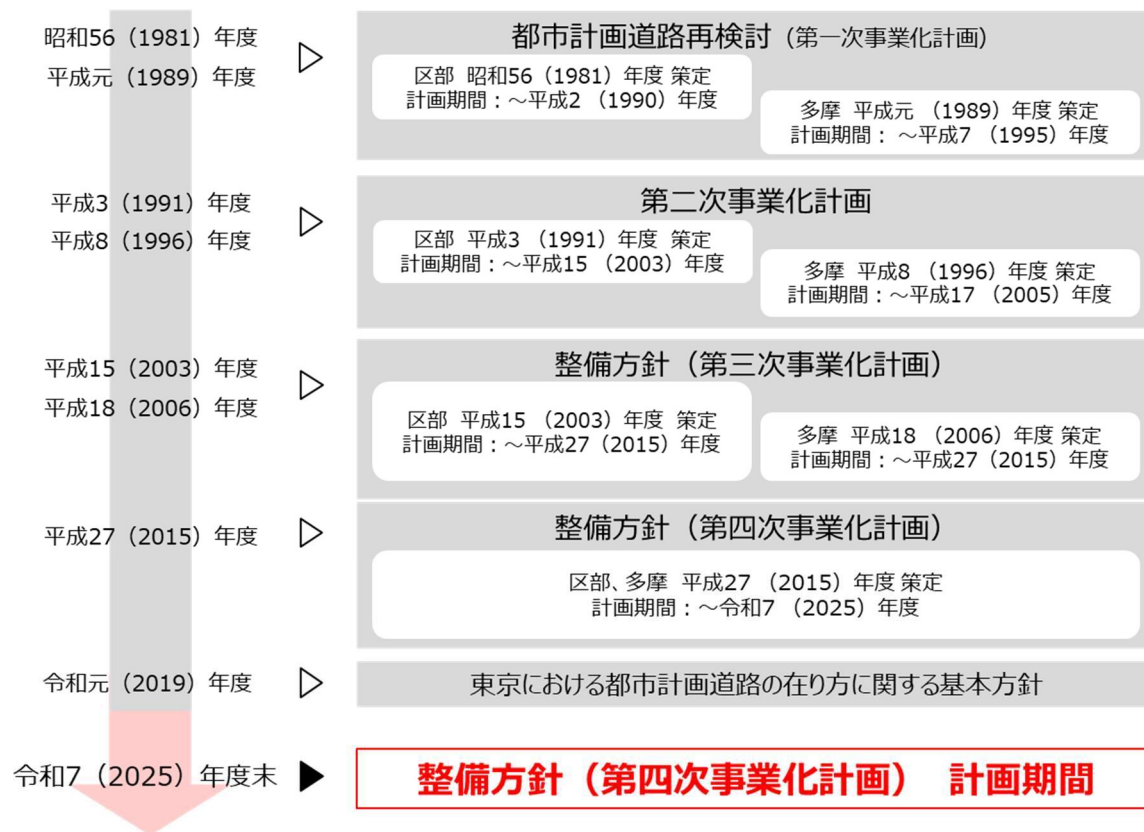 昭和56（1981）年度
平成元（1989）年度
都市計画道路再検討（第一次事業化計画）
区部 昭和56（1981）年度 策定
計画期間：～平成2 （1990）年度
多摩 平成元 （1989）年度 策定
計画期間： ～平成7 （1995）年度
平成3（1991）年度
平成8（1996）年度
第二次事業化計画
区部 平成3 （1991）年度 策定
計画期間：～平成15 （2003）年度
多摩 平成8 （1996）年度 策定
計画期間：～平成17 （2005）年度
平成15（2003）年度
平成18（2006）年度
整備方針（第三次事業化計画）
区部 平成15 （2003）年度 策定
計画期間：～平成27（2015）年度
多摩 平成18 （2006）年度 策定
計画期間：～平成27（2015）年度
平成27（2015）年度
整備方針（第四次事業化計画）
区部、多摩 平成27 （2015）年度 策定
計画期間：～令和7 （2025）年度
令和元（2019）年度
東京における都市計画道路の在り方に関する基本方針
令和7（2025）年度末
整備方針（第四次事業化計画） 計画期間